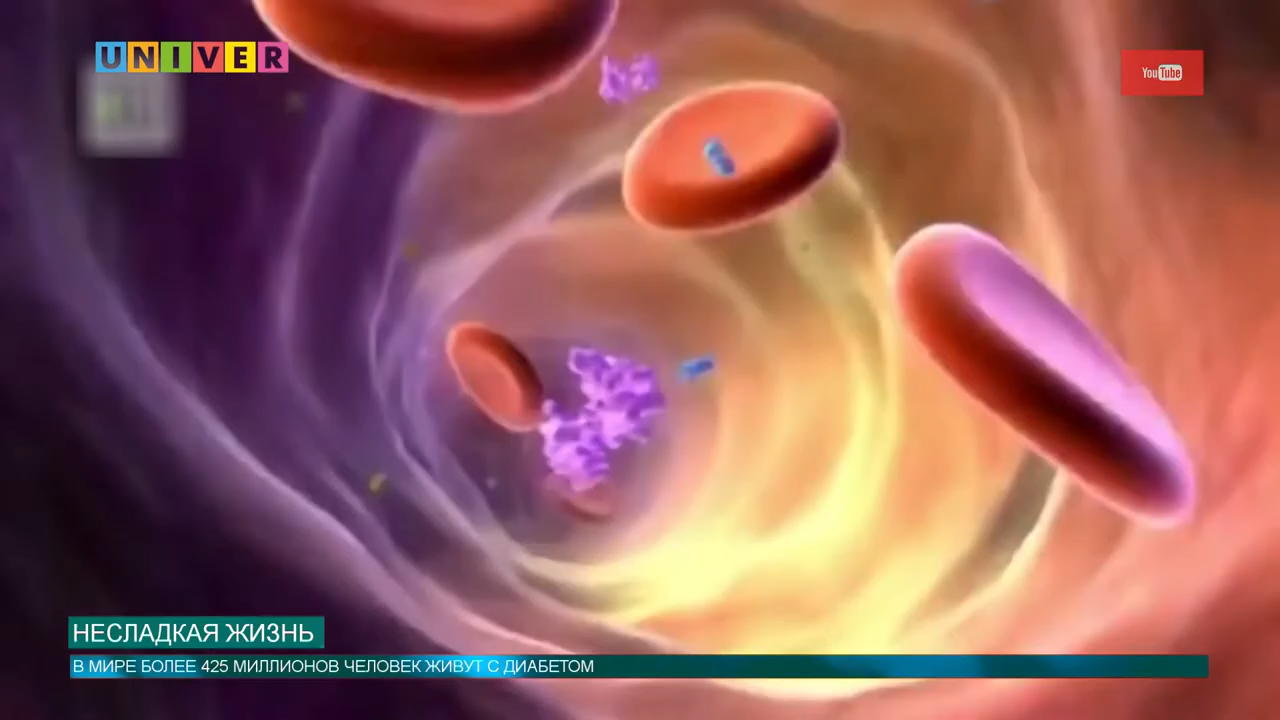 UNIVER
YouTube
НЕСЛАДКАЯ ЖИЗНЬ
В МИРЕ БОЛЕЕ 425 МИЛЛИОНОВ ЧЕЛОВЕК ЖИВУТ С ДИАБЕТОМ